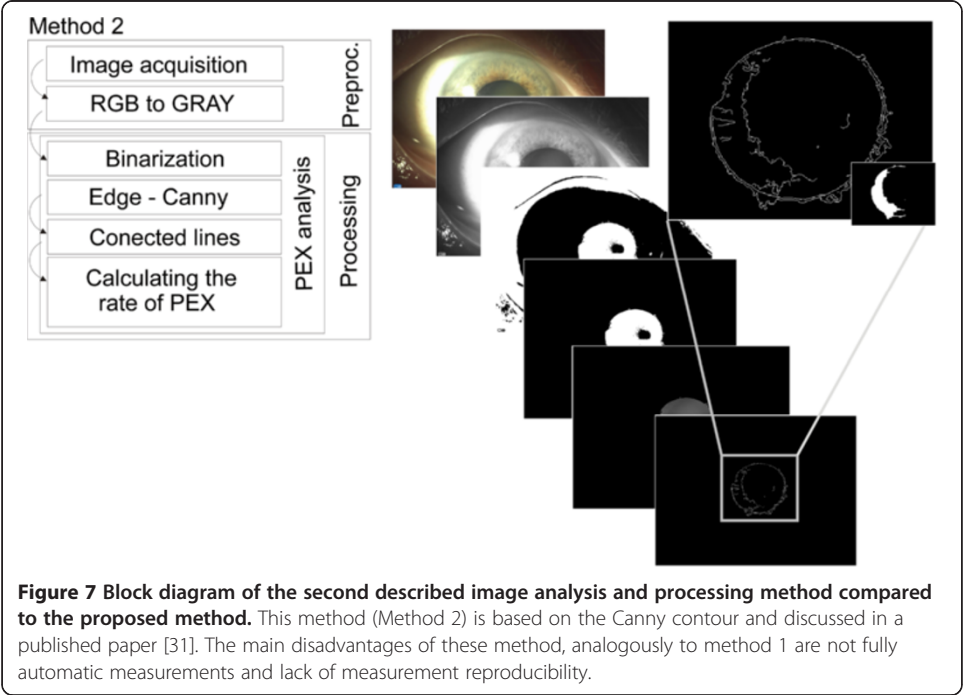 Method 2
Image acquisition
RGB to GRAY
Preproc.
Binarization
Edge - Canny
Conected lines
Calculating the
rate of PEX
PEX analysis
Processing
Figure 7 Block diagram of the second described image analysis and processing method compared
to the proposed method. This method (Method 2) is based on the Canny contour and discussed in a
published paper [31]. The main disadvantages of these method, analogously to method 1 are not fully
automatic measurements and lack of measurement reproducibility.